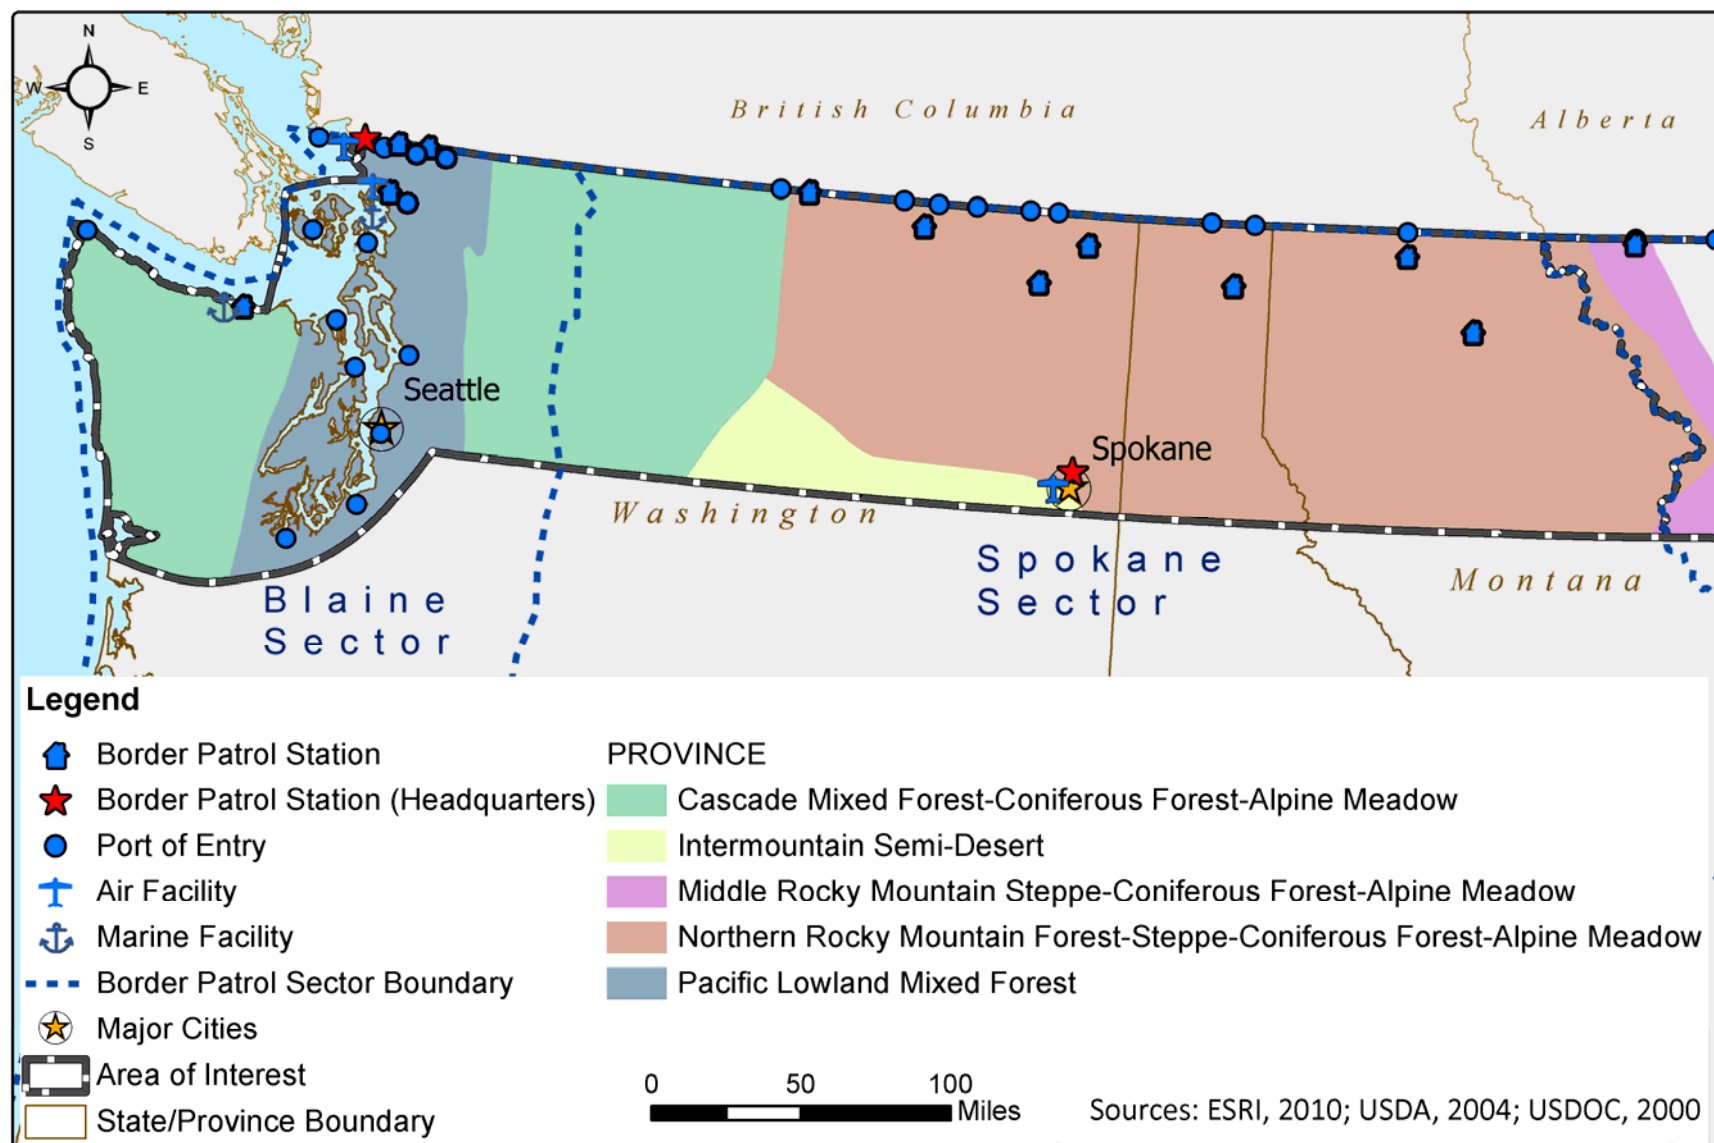 N
W E
S
British Columbia
Alberta
Seattle
Spokane
Washington
Spokane
Sector
Montana
Blaine
Sector
Legend
Border Patrol Station
Border Patrol Station (Headquarters)
Port of Entry
Air Facility
Marine Facility
Border Patrol Sector Boundary
Major Cities
Area of Interest
State/Province Boundary
PROVINCE
Cascade Mixed Forest-Coniferous Forest-Alpine Meadow
Intermountain Semi-Desert
Middle Rocky Mountain Steppe-Coniferous Forest-Alpine Meadow
Northern Rocky Mountain Forest-Steppe-Coniferous Forest-Alpine Meadow
Pacific Lowland Mixed Forest
0 50 100
Miles
Sources: ESRI, 2010; USDA, 2004; USDOC, 2000